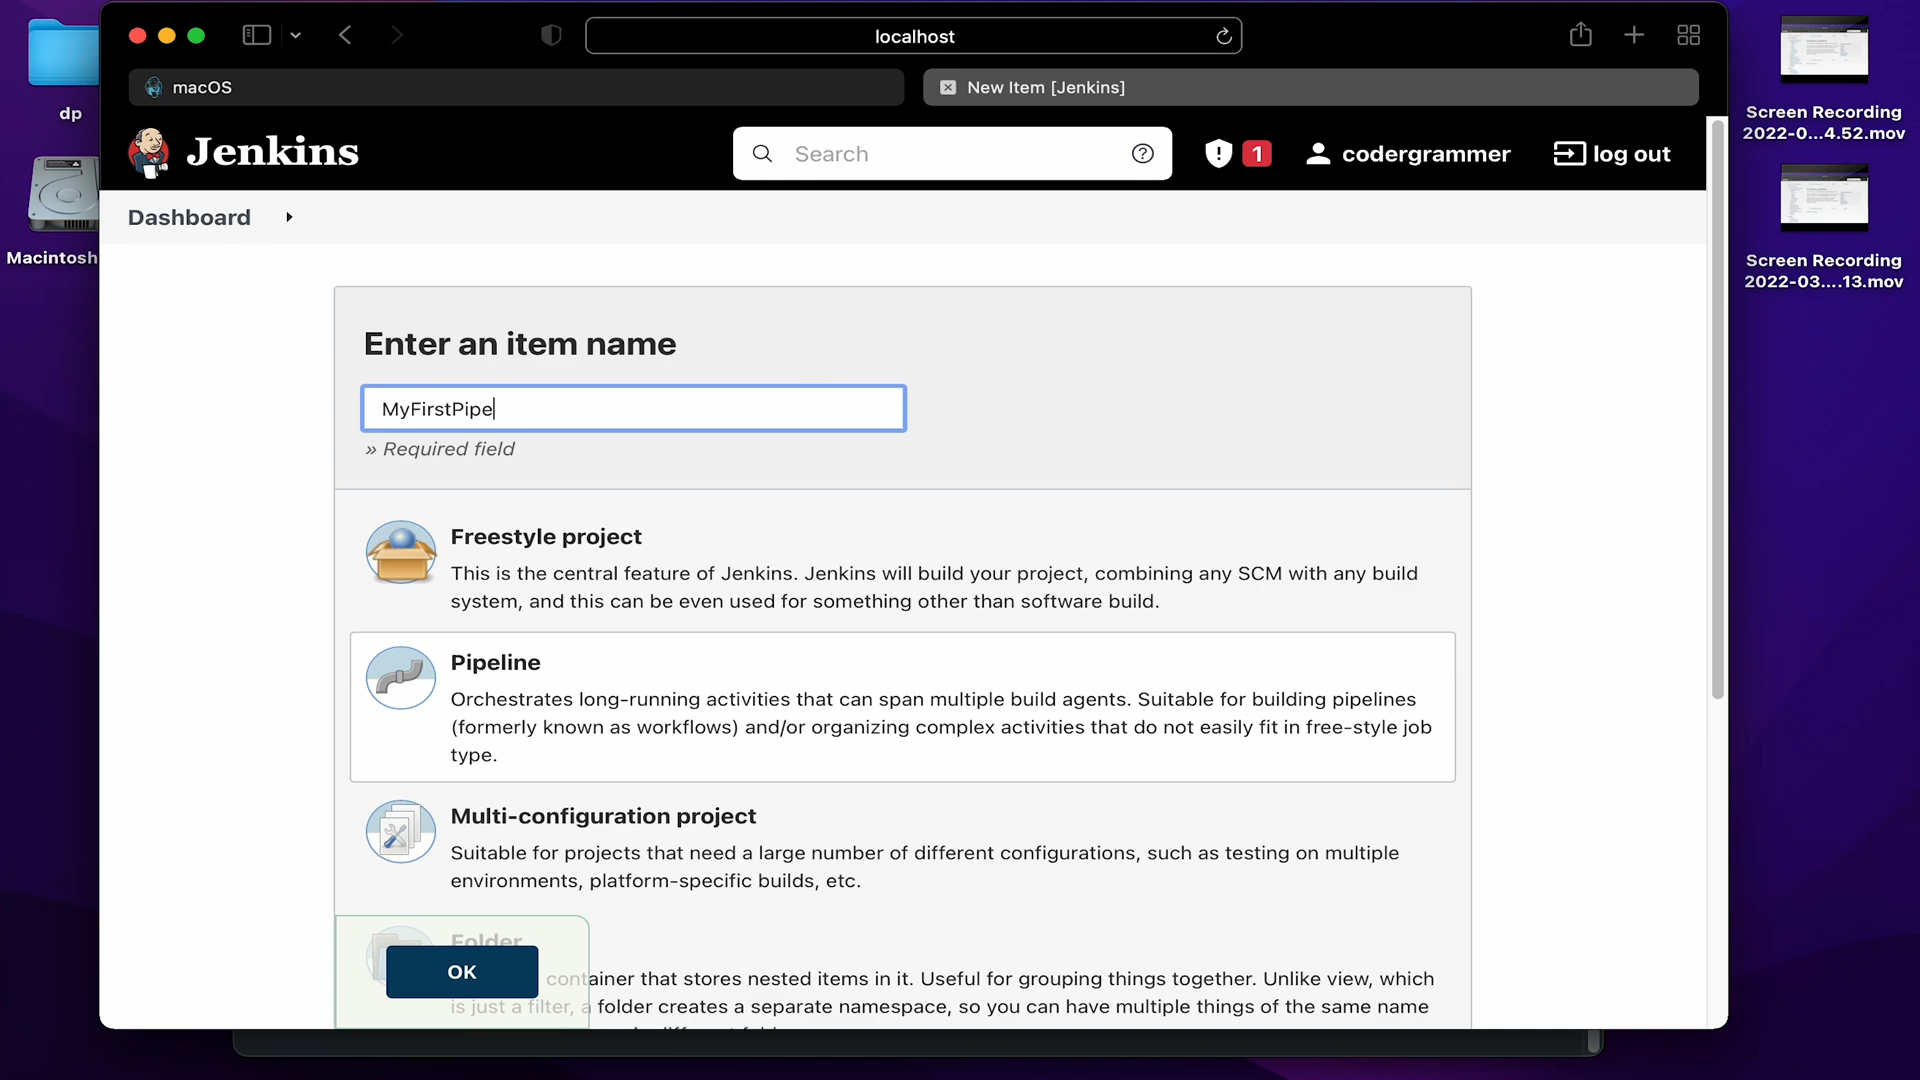 localhost
macOS
New Item [Jenkins]
dp
Macintosh
Screen Recording
2022-0...4.52.mov
Screen Recording
2022-03....13.mov
Jenkins
Search
1
codergrammer
log out
Dashboard
Enter an item name
MyFirstPipe
» Required field
Freestyle project
This is the central feature of Jenkins. Jenkins will build your project, combining any SCM with any build
system, and this can be even used for something other than software build.
Pipeline
Orchestrates long-running activities that can span multiple build agents. Suitable for building pipelines
(formerly known as workflows) and/or organizing complex activities that do not easily fit in free-style job
type.
Multi-configuration project
Suitable for projects that need a large number of different configurations, such as testing on multiple
environments, platform-specific builds, etc.
Folder
OK
container that stores nested items in it. Useful for grouping things together. Unlike view, which
is just a filter, a folder creates a separate namespace, so you can have multiple things of the same name